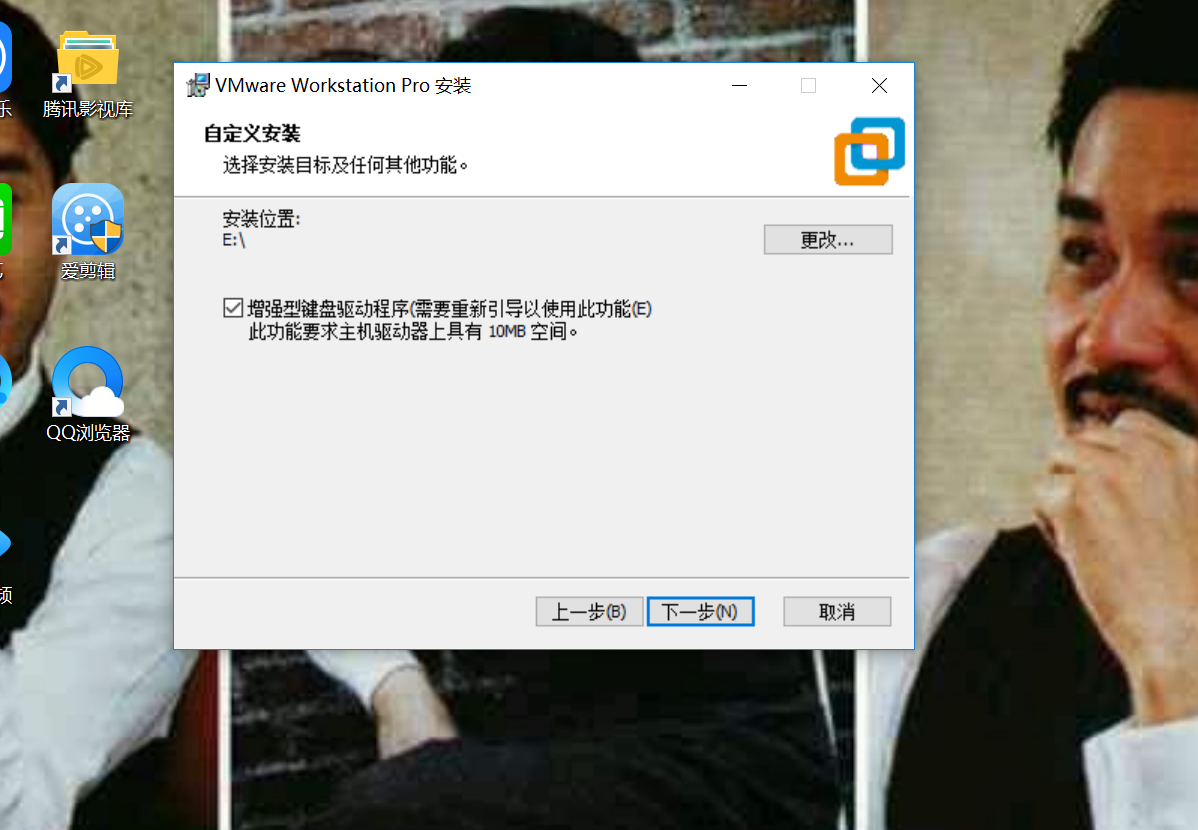 VMware Workstation Pro 安装
自定义安装
选择安装目标及任何其他功能。
安装位置:
E:\
更改...
增强型键盘驱动程序(需要重新引导以使用此功能(E)
此功能要求主机驱动器上具有 10MB 空间。
上一步(B)
下一步(N)
取消
乐
腾讯影视库
爱剪辑
QQ浏览器
频